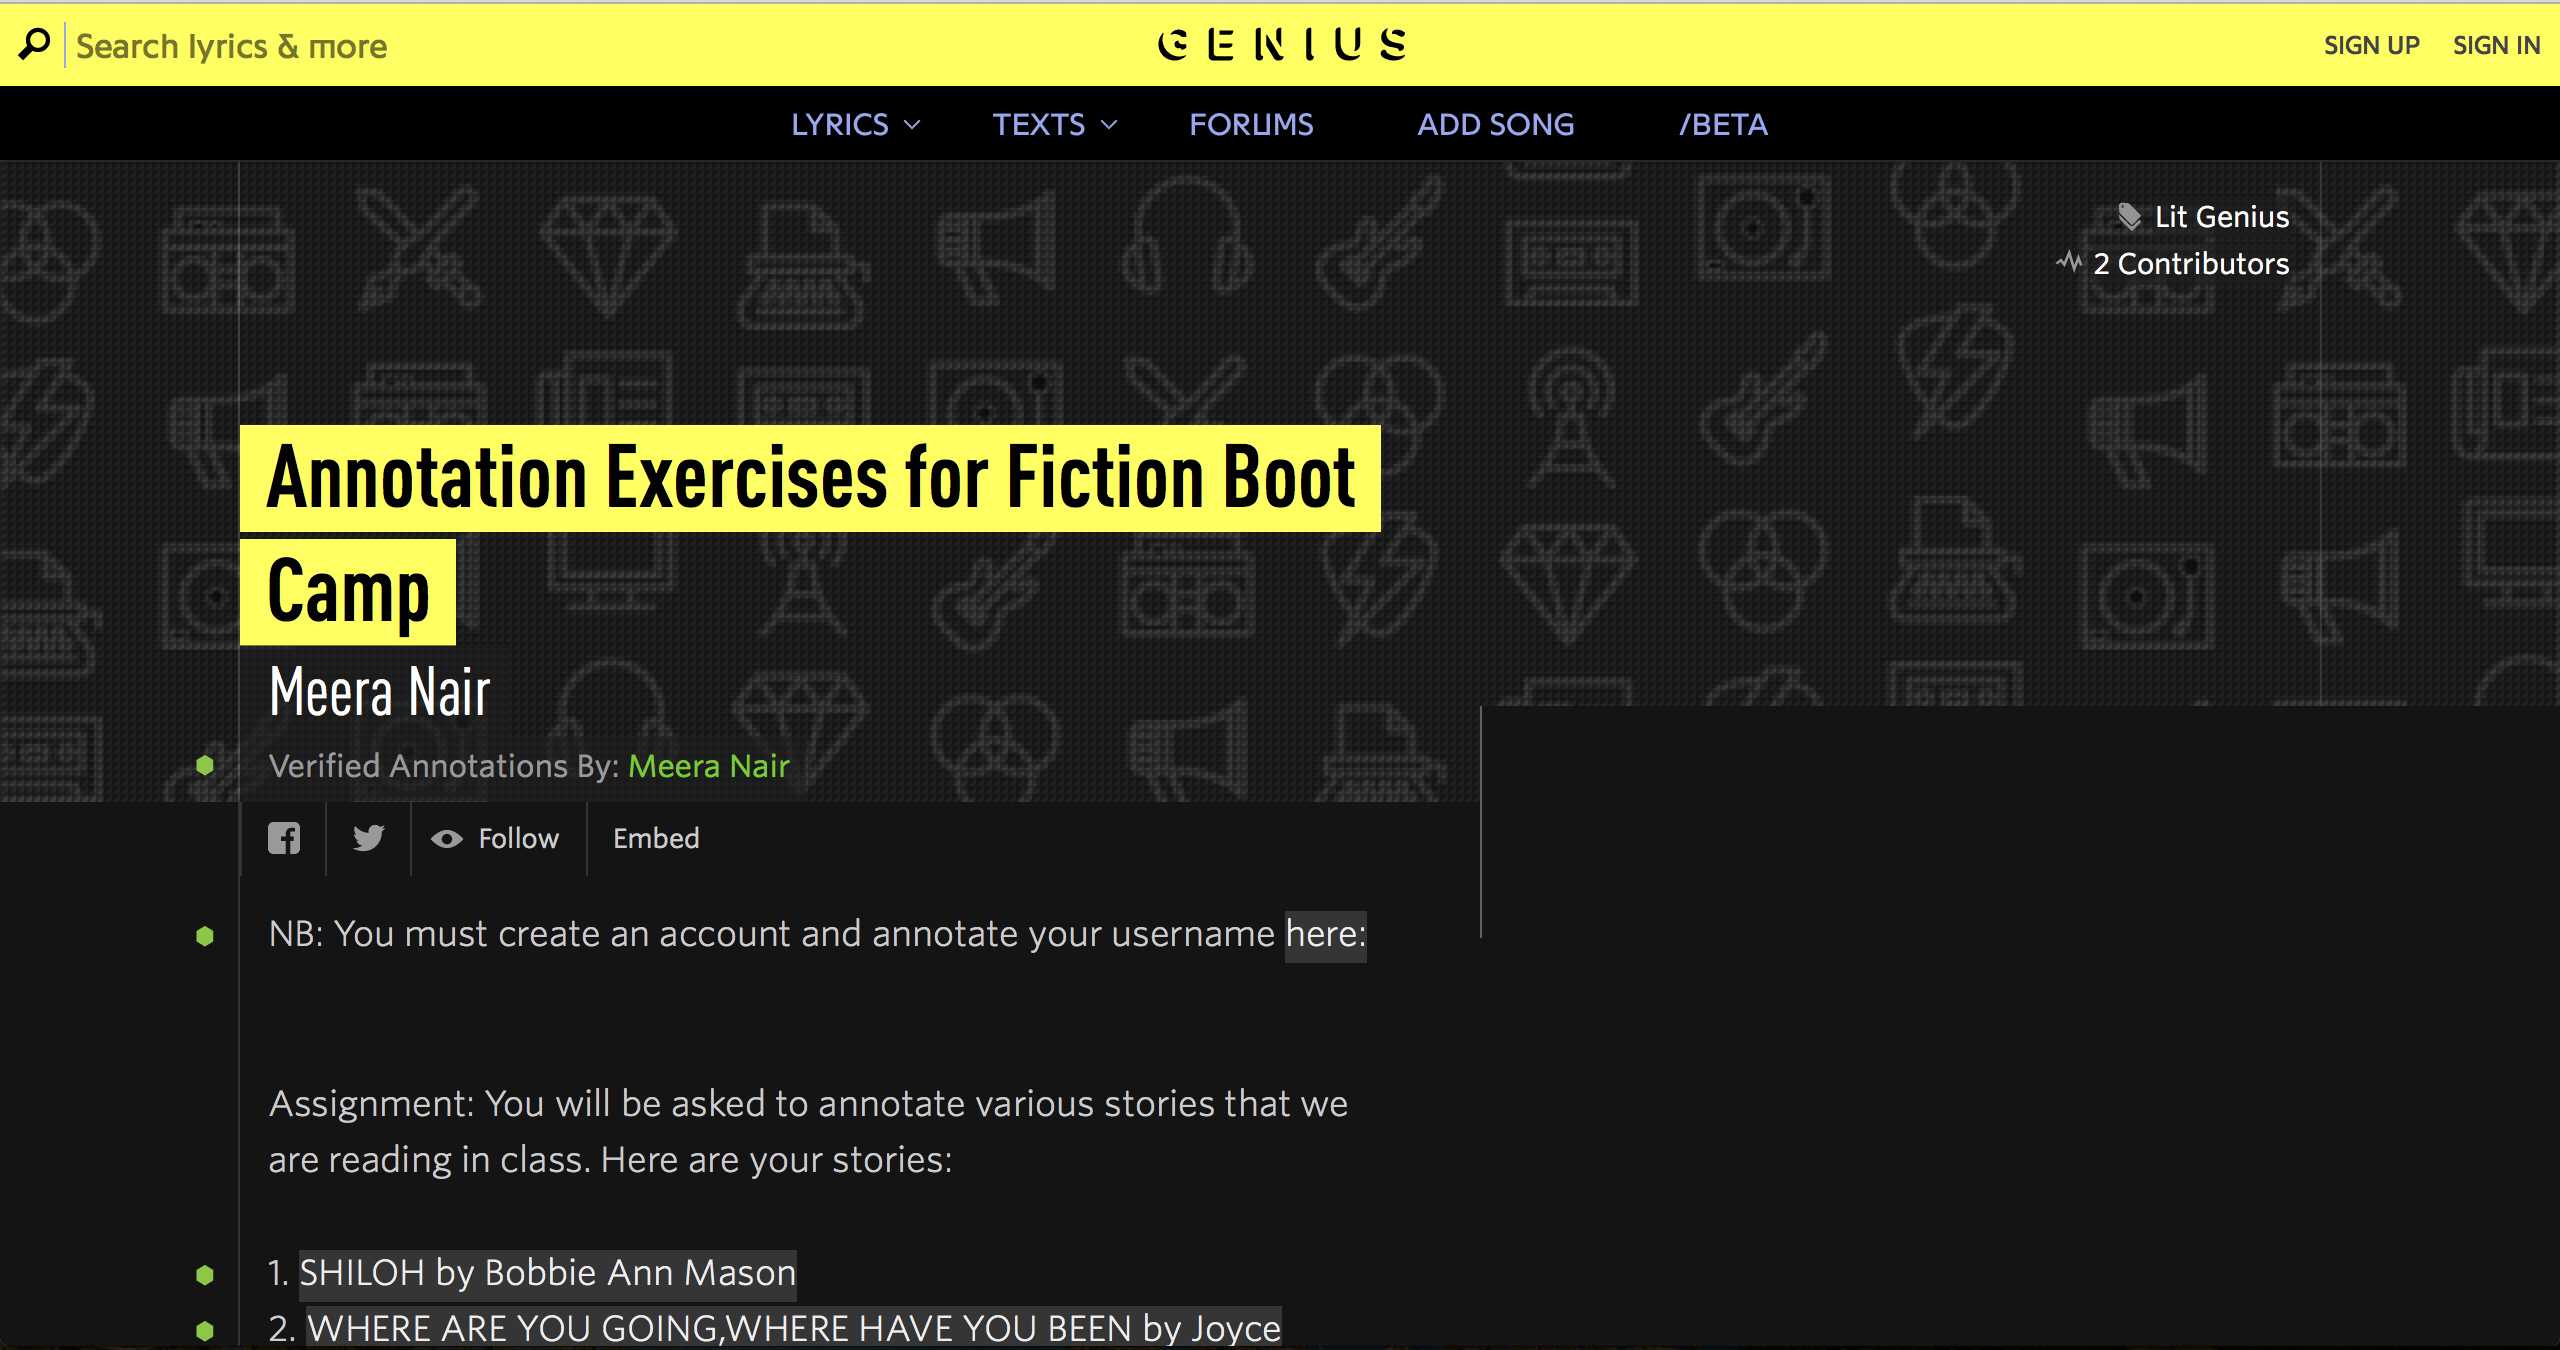 Search lyrics & more
GENIUS
SIGN UP SIGN IN
LYRICS TEXTS FORUMS ADD SONG /BETA
Lit Genius
2 Contributors
Annotation Exercises for Fiction Boot
Camp
Meera Nair
Verified Annotations By: Meera Nair
Follow Embed
NB: You must create an account and annotate your username here:
Assignment: You will be asked to annotate various stories that we
are reading in class. Here are your stories:
1. SHILOH by Bobbie Ann Mason
2. WHERE ARE YOU GOING,WHERE HAVE YOU BEEN by Joyce